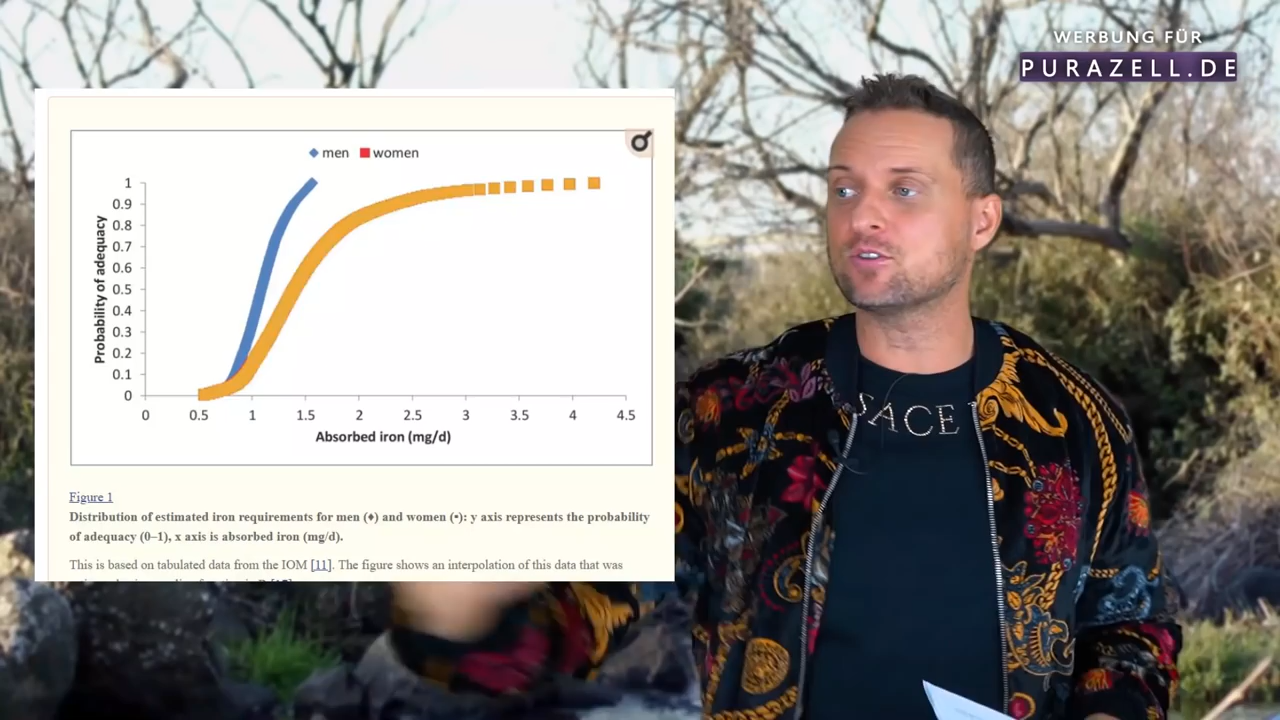 WERBUNG FÜR
PURAZELL.DE
men women
Probability of adequacy
1
0.9
0.8
0.7
0.6
0.5
0.4
0.3
0.2
0.1
0
0 0.5 1 1.5 2 2.5 3 3.5 4 4.5
Absorbed iron (mg/d)
Figure 1
Distribution of estimated iron requirements for men (♦) and women (▪): y axis represents the probability
of adequacy (0–1), x axis is absorbed iron (mg/d).
This is based on tabulated data from the IOM [11]. The figure shows an interpolation of this data that was
SACE